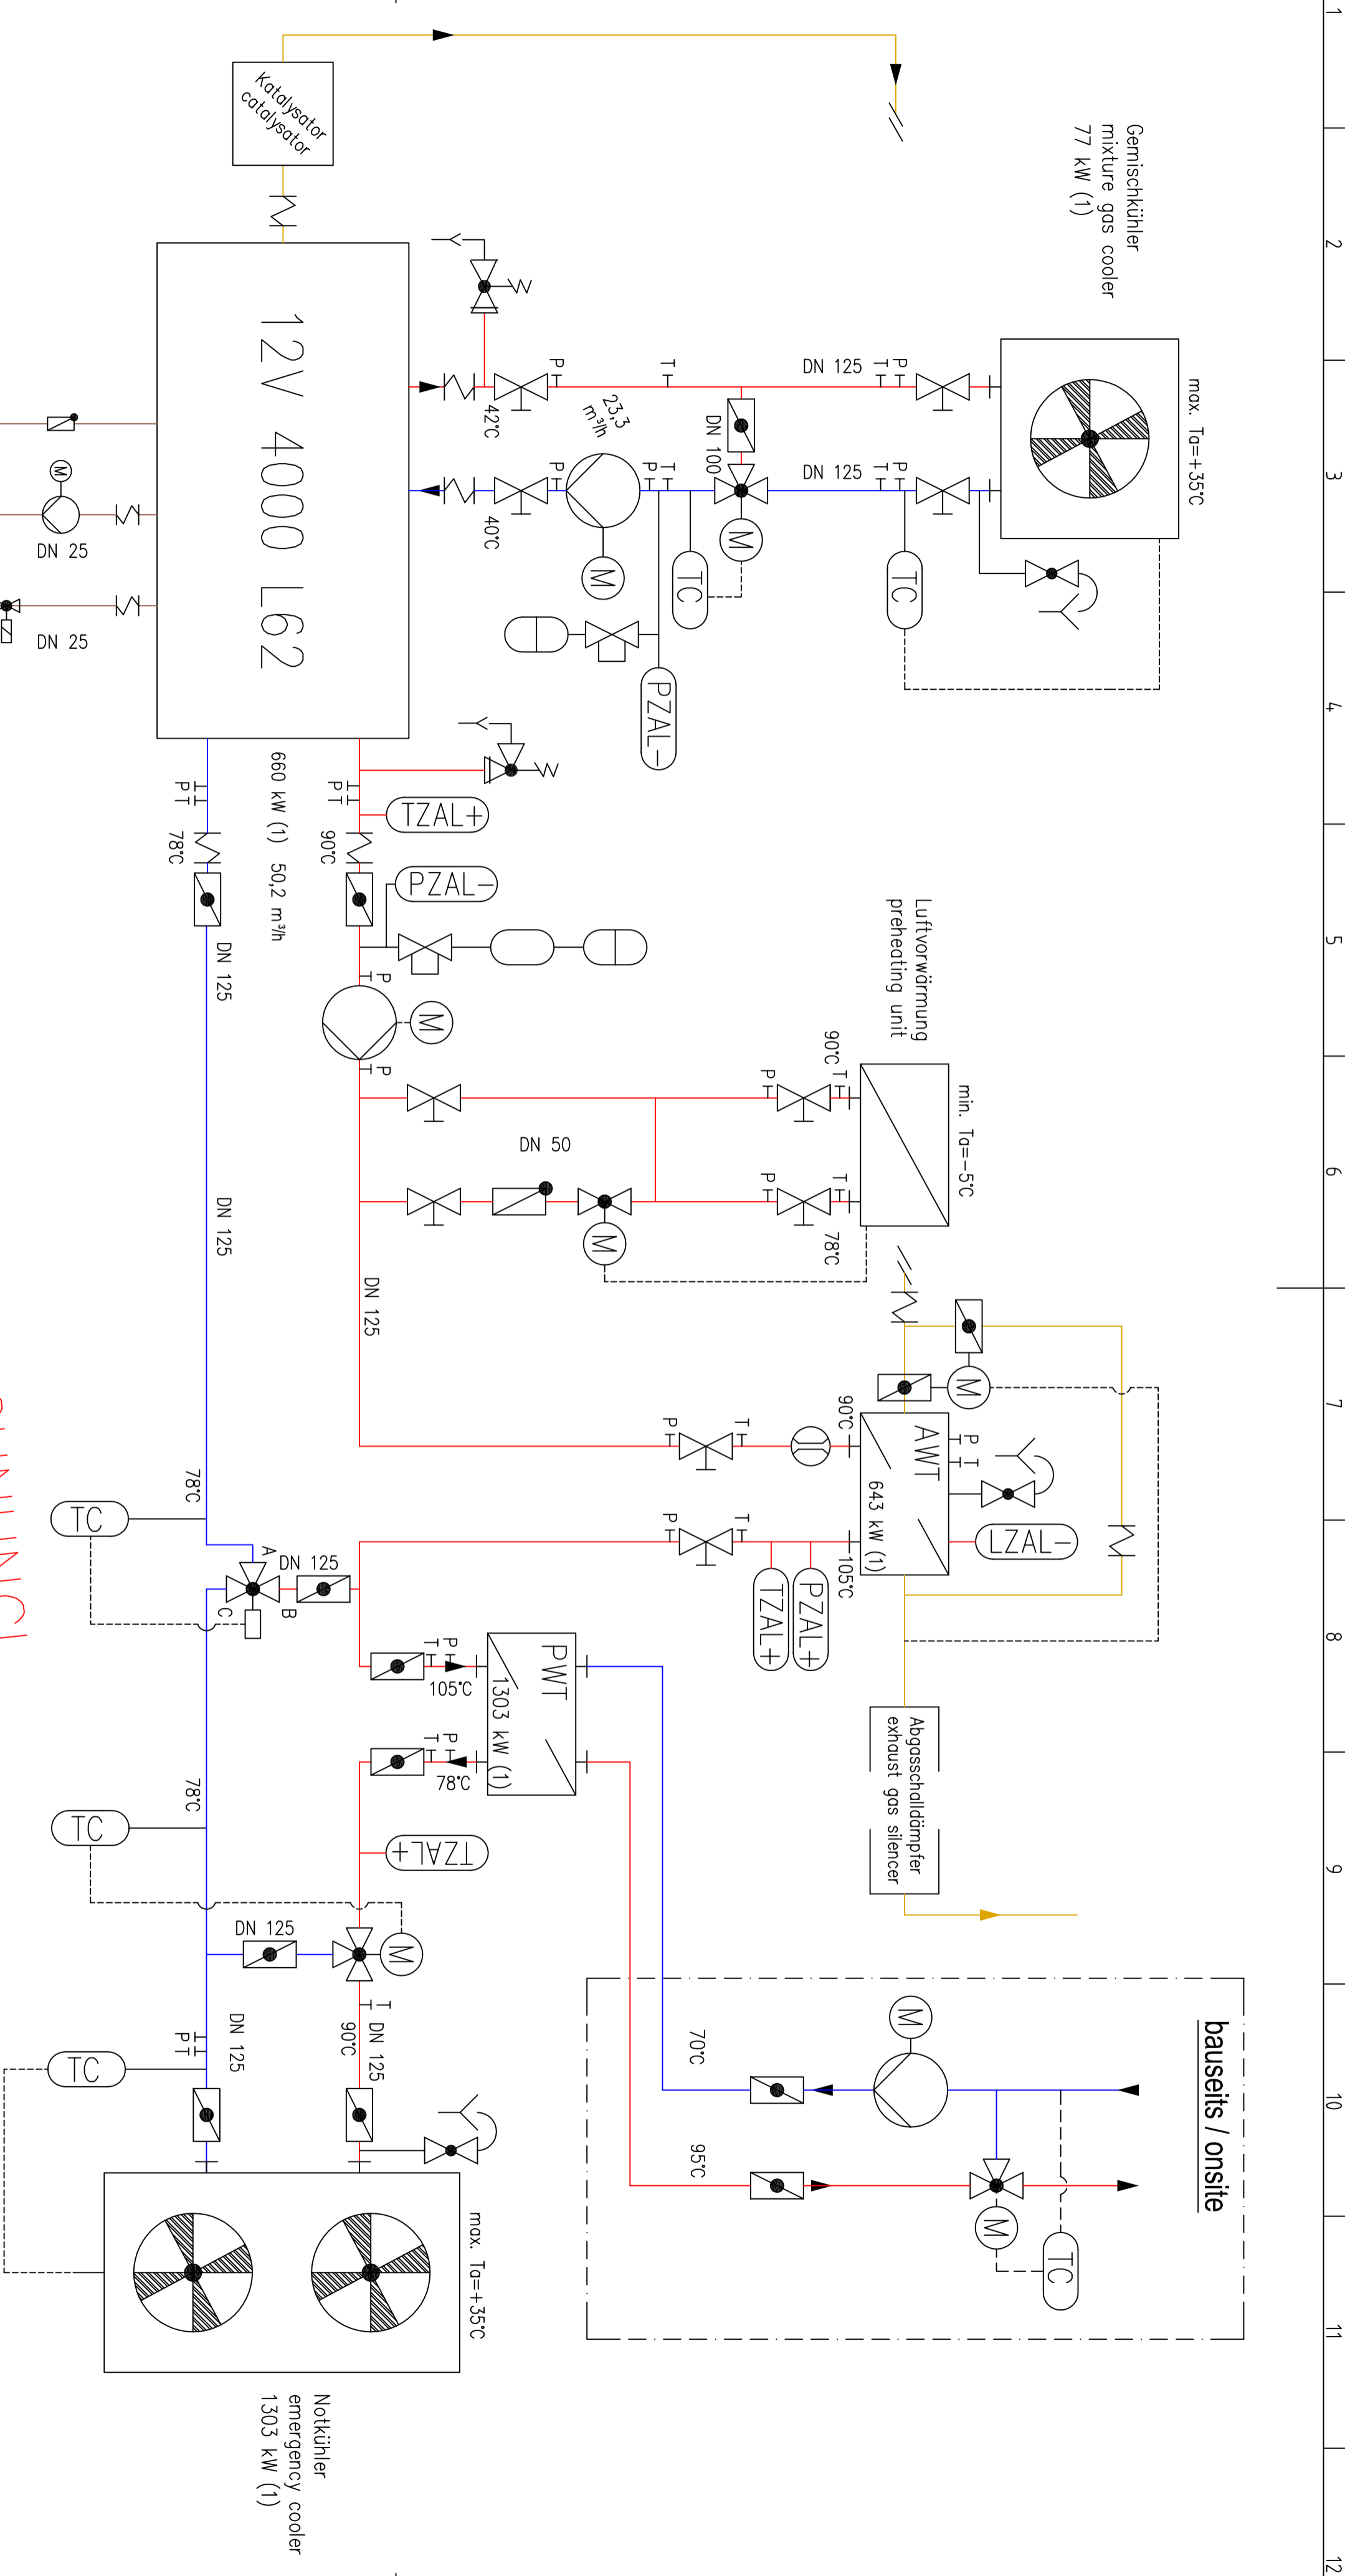 1
2
3
4
5
6
7
8
9
10
11
12
Gemischkühler
mixture gas cooler
77 kW (1)
max. Ta=+35°C
Katalysator
catalysator
12V 4000 L62
DN 125
T
P
DN 125
T
P
TC
DN 100
M
TC
T
P
T
P
23,3
m³/h
M
PZAL-
P
P
42°C
40°C
M
DN 25
DN 25
660 kW (1) 50,2 m³/h
P
T
P
T
TZAL+
90°C
78°C
PZAL-
DN 125
P
M
P
Luftvorwärmung
preheating unit
min. Ta=-5°C
90°C
T
P
T
P
78°C
DN 50
M
DN 125
DN 125
M
90°C
AWT
643 kW (1)
P
T
LZAL-
105°C
T
P
T
P
PZAL+
TZAL+
78°C
TC
A
B
C
DN 125
Abgasschalldämpfer
exhaust gas silencer
PWT
1303 kW (1)
T
P
105°C
T
P
78°C
TZAL+
78°C
TC
DN 125
M
T
DN 125
90°C
DN 125
P
T
TC
bauseits / onsite
M
70°C
95°C
M
TC
max. Ta=+35°C
Notkühler
emergency cooler
1303 kW (1)